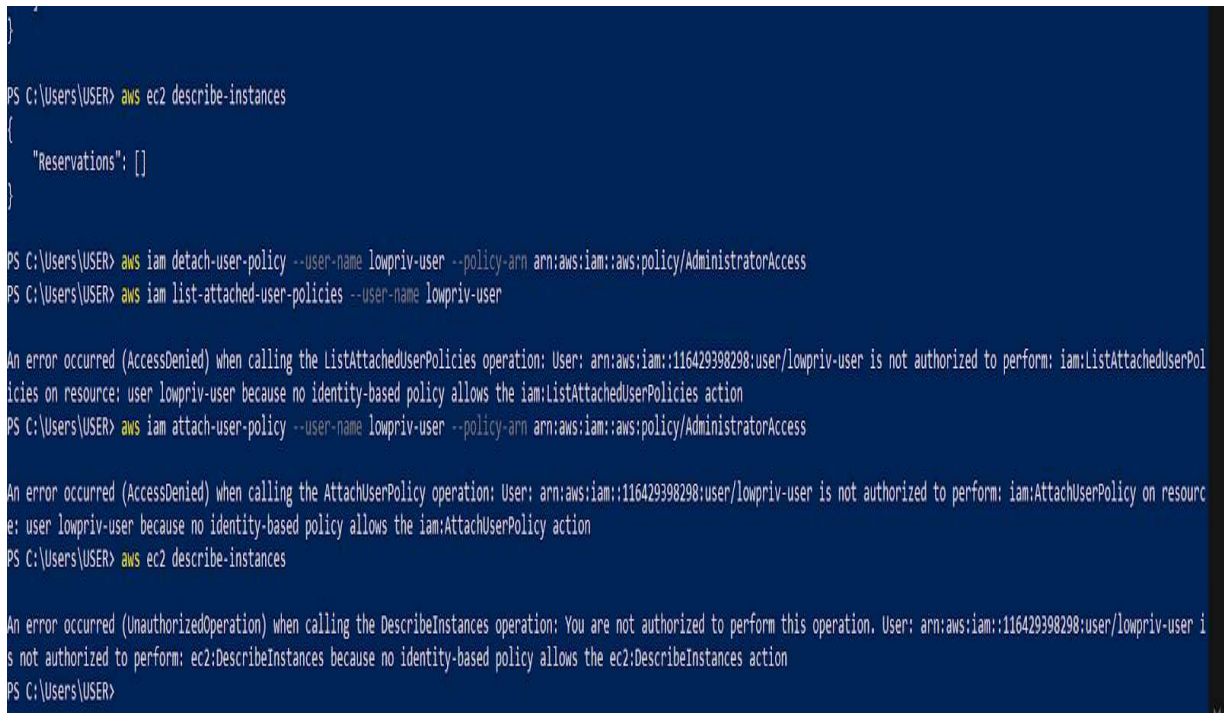 }
PS C:\Users\USER> aws ec2 describe-instances
{
    "Reservations": []
}
PS C:\Users\USER> aws iam detach-user-policy --user-name lowpriv-user --policy-arn arn:aws:iam::aws:policy/AdministratorAccess
PS C:\Users\USER> aws iam list-attached-user-policies --user-name lowpriv-user
An error occurred (AccessDenied) when calling the ListAttachedUserPolicies operation: User: arn:aws:iam::116429398298:user/lowpriv-user is not authorized to perform: iam:ListAttachedUserPol
icies on resource: user lowpriv-user because no identity-based policy allows the iam:ListAttachedUserPolicies action
PS C:\Users\USER> aws iam attach-user-policy --user-name lowpriv-user --policy-arn arn:aws:iam::aws:policy/AdministratorAccess
An error occurred (AccessDenied) when calling the AttachUserPolicy operation: User: arn:aws:iam::116429398298:user/lowpriv-user is not authorized to perform: iam:AttachUserPolicy on resourc
e: user lowpriv-user because no identity-based policy allows the iam:AttachUserPolicy action
PS C:\Users\USER> aws ec2 describe-instances
An error occurred (UnauthorizedOperation) when calling the DescribeInstances operation: You are not authorized to perform this operation. User: arn:aws:iam::116429398298:user/lowpriv-user i
s not authorized to perform: ec2:DescribeInstances because no identity-based policy allows the ec2:DescribeInstances action
PS C:\Users\USER>